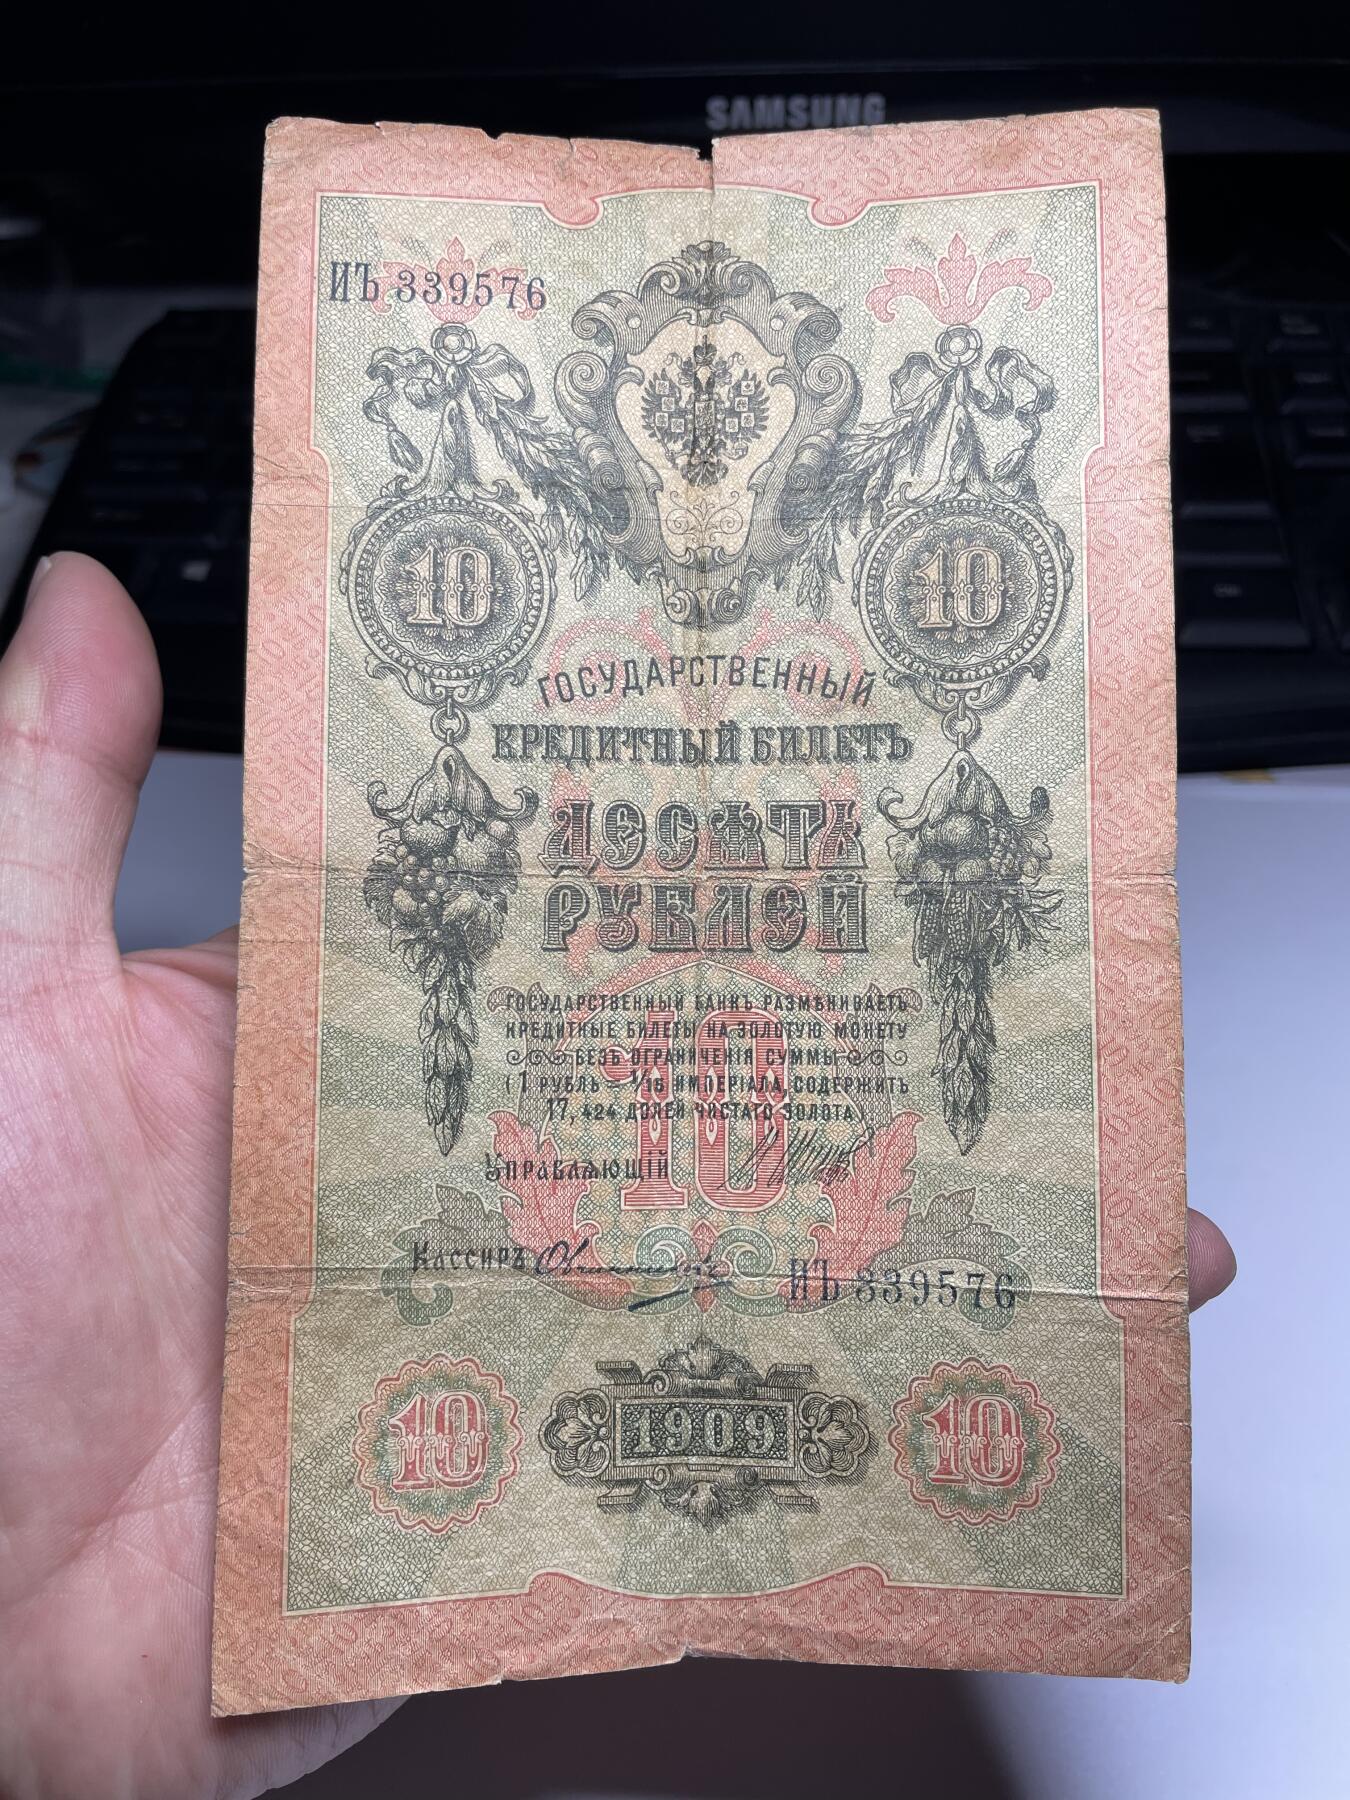 SAMSUNG
ИЪ 339576
10 10
ГОСУДАРСТВЕННЫЙ
КРЕДИТНЫЙ БИЛЕТЪ
ДЕСЯТЬ
РУБЛЕЙ
ГОСУДАРСТВЕННЫЙ БАНКЪ РАЗМѢНИВАЕТЪ
КРЕДИТНЫЕ БИЛЕТЫ НА ЗОЛОТУЮ МОНЕТУ
БЕЗЪ ОГРАНИЧЕНІЯ СУММЫ
(1 РУБЛЬ = 1/15 ИМПЕРІАЛА, СОДЕРЖИТЪ
17,424 ДОЛЕЙ ЧИСТАГО ЗОЛОТА)
10
УПРАВЛЯЮЩІЙ
КАССИРЪ
ИЪ 339576
10 1909 10